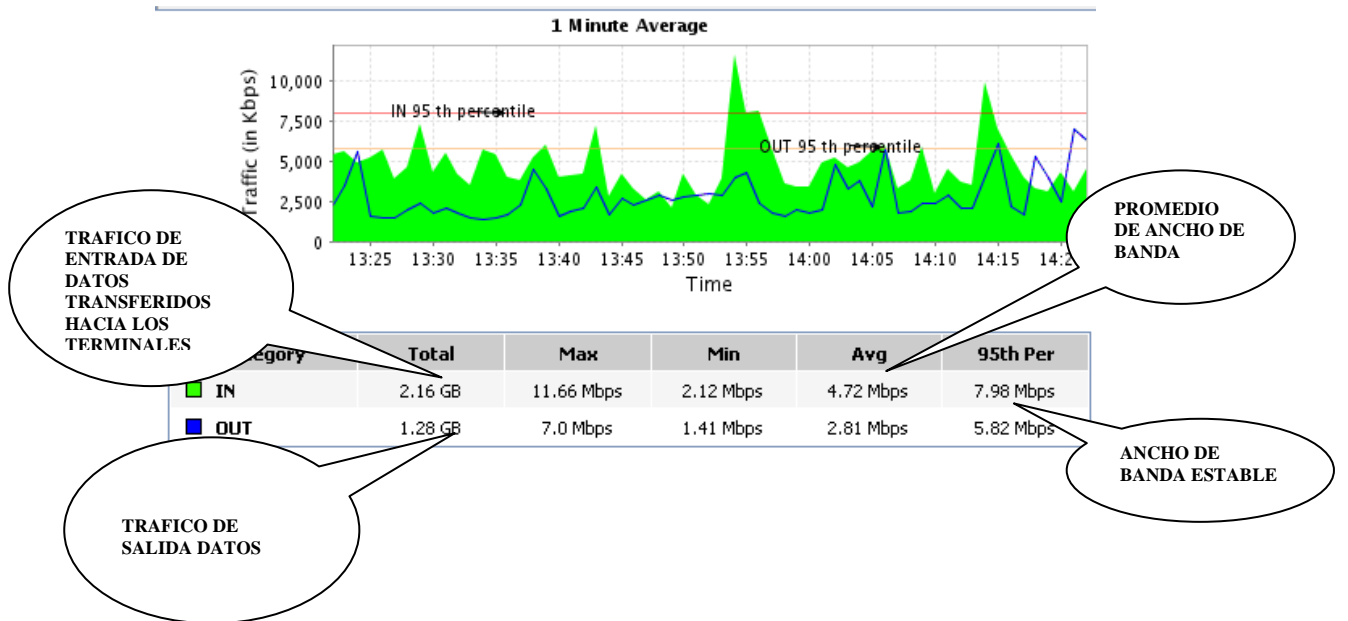 1 Minute Average
Traffic (in Kbps)
10,000
7,500
5,000
2,500
0
IN 95 th percentile
OUT 95 th percentile
13:25 13:30 13:35 13:40 13:45 13:50 13:55 14:00 14:05 14:10 14:15 14:2
Time
TRAFICO DE
ENTRADA DE
DATOS
TRANSFERIDOS
HACIA LOS
TERMINALES
PROMEDIO
DE ANCHO DE
BANDA
egory Total Max Min Avg 95th Per
IN 2.16 GB 11.66 Mbps 2.12 Mbps 4.72 Mbps 7.98 Mbps
OUT 1.28 GB 7.0 Mbps 1.41 Mbps 2.81 Mbps 5.82 Mbps
ANCHO DE
BANDA ESTABLE
TRAFICO DE
SALIDA DATOS